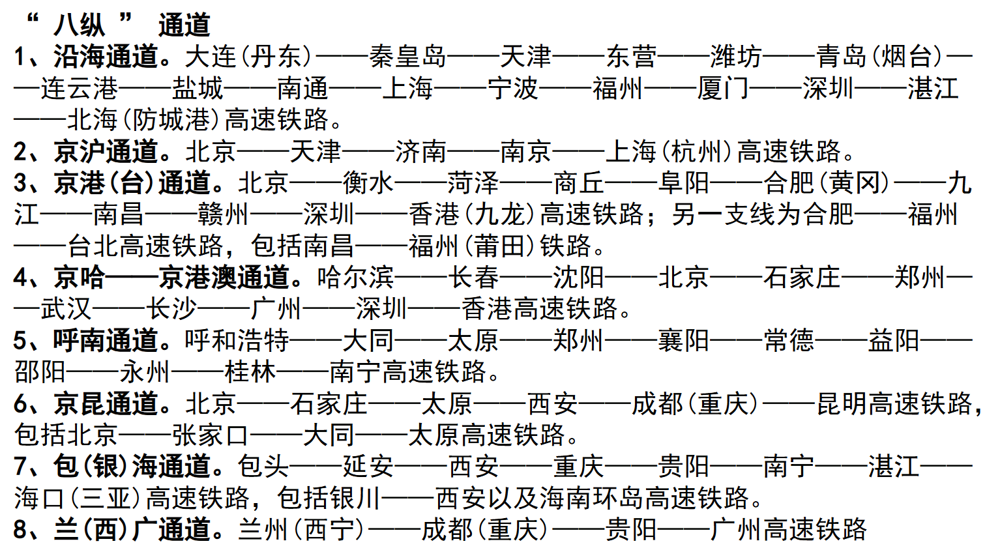 “ 八纵 ” 通道
1、沿海通道。大连(丹东)——秦皇岛——天津——东营——潍坊——青岛(烟台)—
—连云港——盐城——南通——上海——宁波——福州——厦门——深圳——湛江
——北海(防城港)高速铁路。
2、京沪通道。北京——天津——济南——南京——上海(杭州)高速铁路。
3、京港(台)通道。北京——衡水——菏泽——商丘——阜阳——合肥(黄冈)——九
江——南昌——赣州——深圳——香港(九龙)高速铁路；另一支线为合肥——福州
——台北高速铁路，包括南昌——福州(莆田)铁路。
4、京哈——京港澳通道。哈尔滨——长春——沈阳——北京——石家庄——郑州—
—武汉——长沙——广州——深圳——香港高速铁路。
5、呼南通道。呼和浩特——大同——太原——郑州——襄阳——常德——益阳——
邵阳——永州——桂林——南宁高速铁路。
6、京昆通道。北京——石家庄——太原——西安——成都(重庆)——昆明高速铁路，
包括北京——张家口——大同——太原高速铁路。
7、包(银)海通道。包头——延安——西安——重庆——贵阳——南宁——湛江——
海口(三亚)高速铁路，包括银川——西安以及海南环岛高速铁路。
8、兰(西)广通道。兰州(西宁)——成都(重庆)——贵阳——广州高速铁路